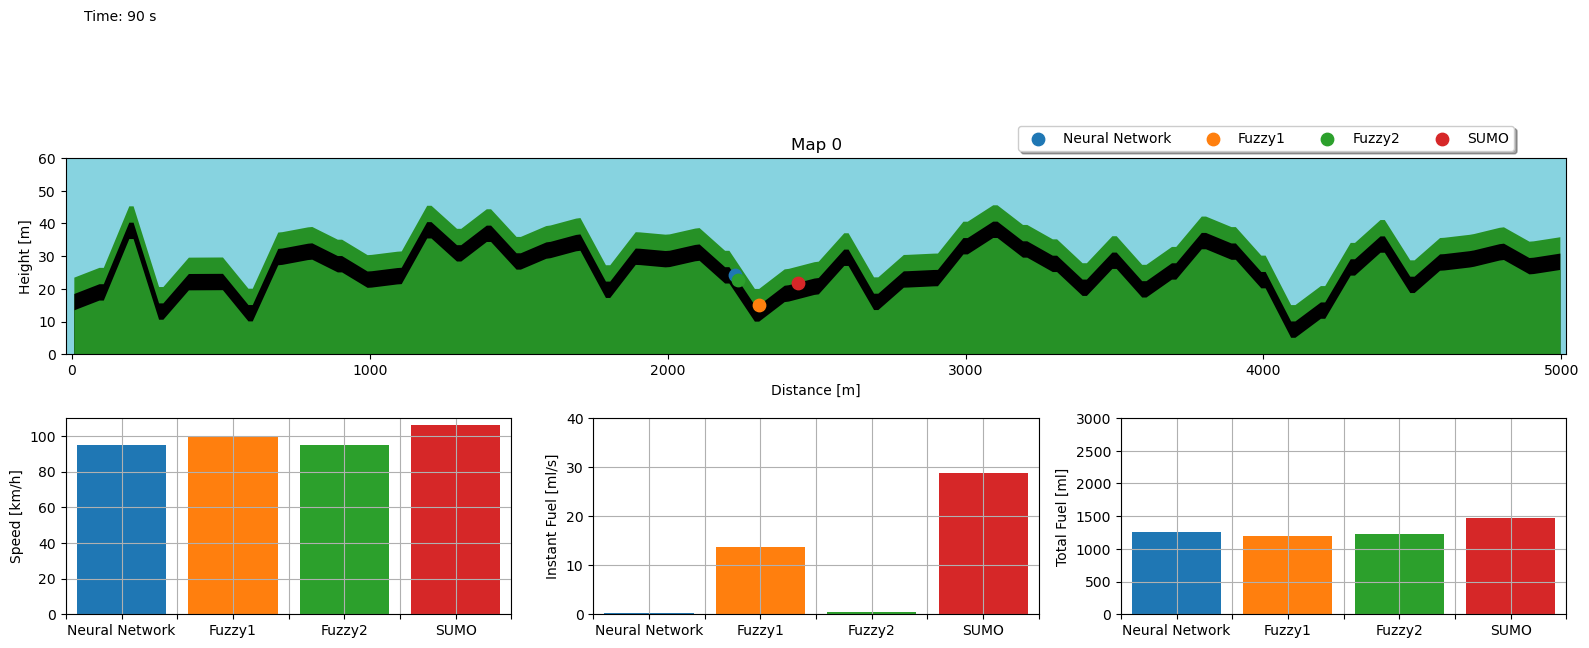 Time: 90 s
Map 0
Neural Network Fuzzy1 Fuzzy2 SUMO
Height [m]
60
50
40
30
20
10
0
0 1000 2000 3000 4000 5000
Distance [m]
Speed [km/h]
100
80
60
40
20
0
Neural Network Fuzzy1 Fuzzy2 SUMO
Instant Fuel [ml/s]
40
30
20
10
0
Neural Network Fuzzy1 Fuzzy2 SUMO
Total Fuel [ml]
3000
2500
2000
1500
1000
500
0
Neural Network Fuzzy1 Fuzzy2 SUMO